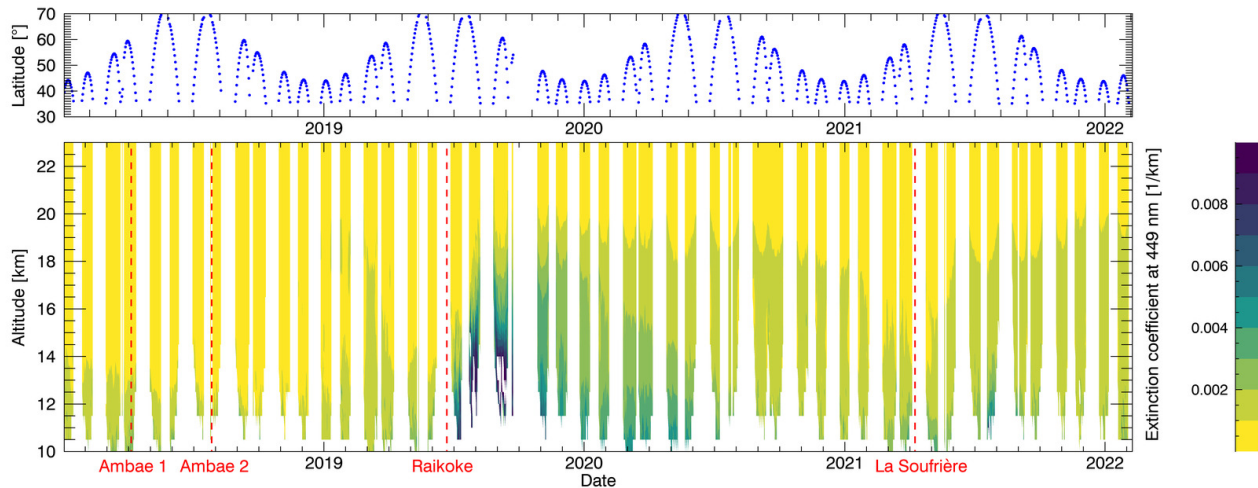 70
60
50
40
30
Latitude [°]
2019 2020 2021 2022
22
20
18
16
14
12
10
Altitude [km]
Extinction coefficient at 449 nm [1/km]
0.008
0.006
0.004
0.002
2019 2020 2021 2022
Ambae 1 Ambae 2 Raikoke La Soufrière
Date